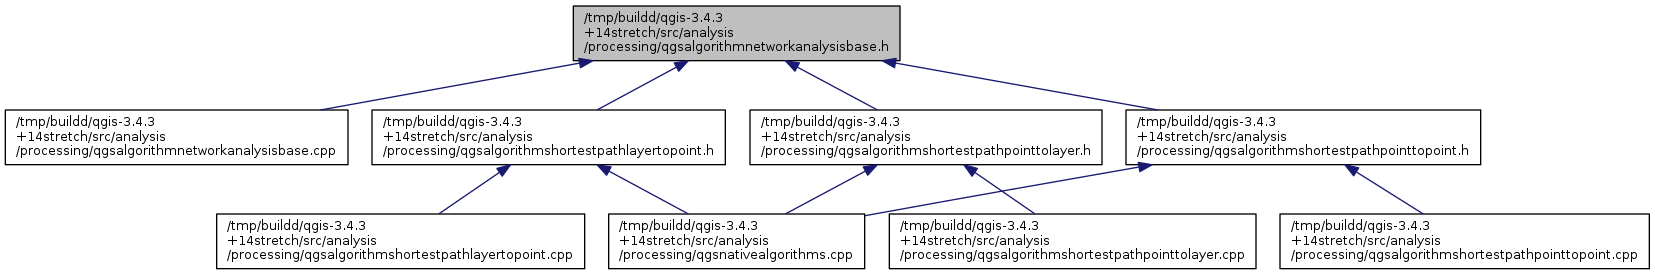 /tmp/buildd/qgis-3.4.3
+14stretch/src/analysis
/processing/qgsalgorithmnetworkanalysisbase.h
/tmp/buildd/qgis-3.4.3
+14stretch/src/analysis
/processing/qgsalgorithmnetworkanalysisbase.cpp
/tmp/buildd/qgis-3.4.3
+14stretch/src/analysis
/processing/qgsalgorithmshortestpathlayertopoint.h
/tmp/buildd/qgis-3.4.3
+14stretch/src/analysis
/processing/qgsalgorithmshortestpathpointtolayer.h
/tmp/buildd/qgis-3.4.3
+14stretch/src/analysis
/processing/qgsalgorithmshortestpathpointtopoint.h
/tmp/buildd/qgis-3.4.3
+14stretch/src/analysis
/processing/qgsalgorithmshortestpathlayertopoint.cpp
/tmp/buildd/qgis-3.4.3
+14stretch/src/analysis
/processing/qgsnativealgorithms.cpp
/tmp/buildd/qgis-3.4.3
+14stretch/src/analysis
/processing/qgsalgorithmshortestpathpointtolayer.cpp
/tmp/buildd/qgis-3.4.3
+14stretch/src/analysis
/processing/qgsalgorithmshortestpathpointtopoint.cpp